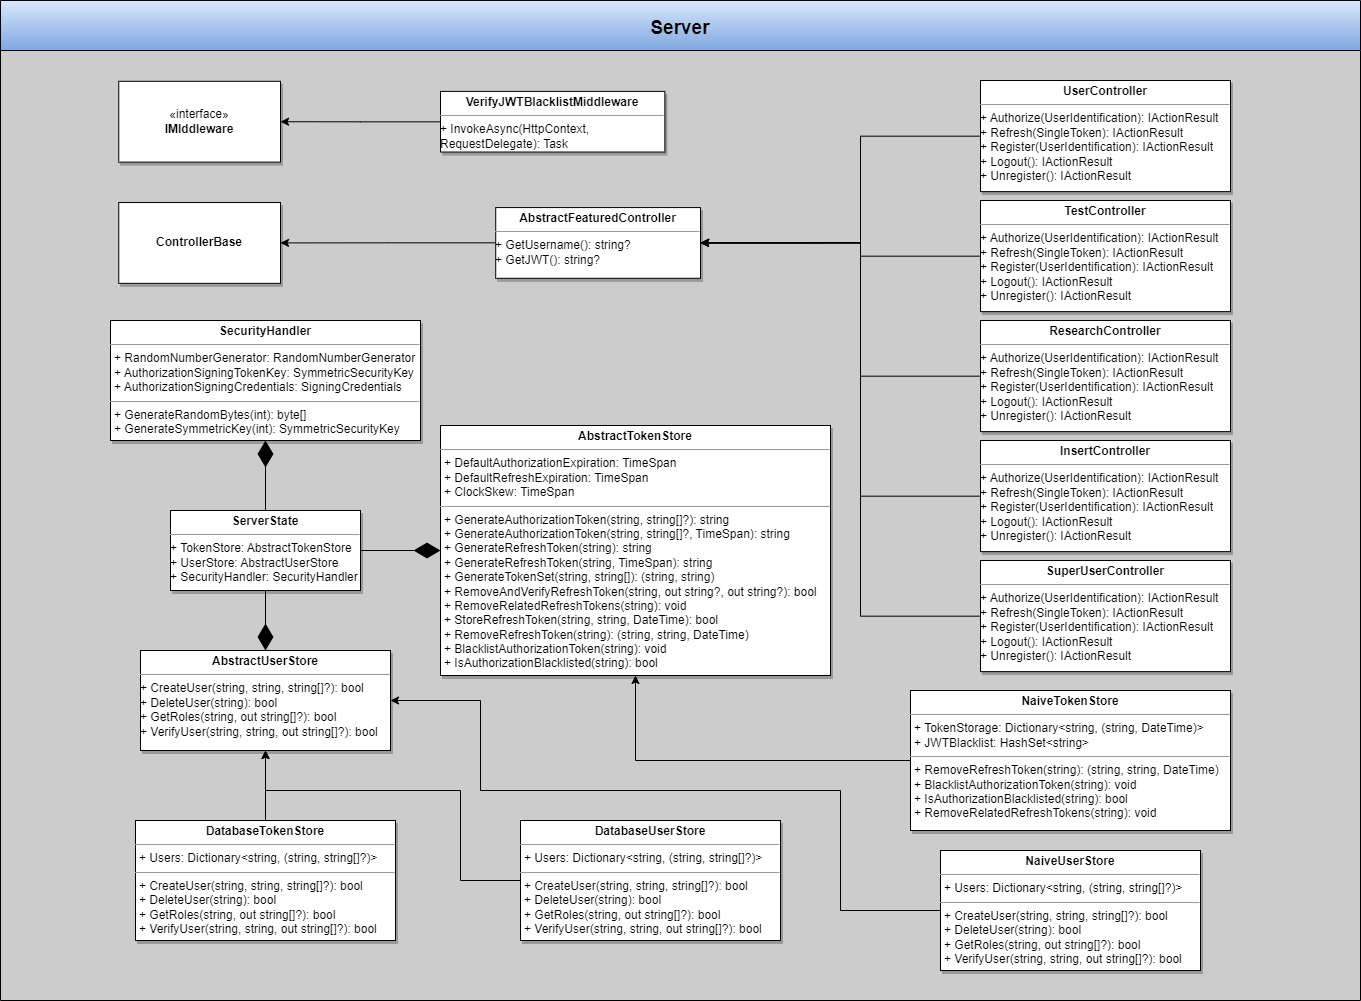 Server
«interface»
IMiddleware
VerifyJWTBlacklistMiddleware
+ InvokeAsync(HttpContext,
RequestDelegate): Task
ControllerBase
AbstractFeaturedController
+ GetUsername(): string?
+ GetJWT(): string?
UserController
+ Authorize(UserIdentification): IActionResult
+ Refresh(SingleToken): IActionResult
+ Register(UserIdentification): IActionResult
+ Logout(): IActionResult
+ Unregister(): IActionResult
TestController
+ Authorize(UserIdentification): IActionResult
+ Refresh(SingleToken): IActionResult
+ Register(UserIdentification): IActionResult
+ Logout(): IActionResult
+ Unregister(): IActionResult
ResearchController
+ Authorize(UserIdentification): IActionResult
+ Refresh(SingleToken): IActionResult
+ Register(UserIdentification): IActionResult
+ Logout(): IActionResult
+ Unregister(): IActionResult
InsertController
+ Authorize(UserIdentification): IActionResult
+ Refresh(SingleToken): IActionResult
+ Register(UserIdentification): IActionResult
+ Logout(): IActionResult
+ Unregister(): IActionResult
SuperUserController
+ Authorize(UserIdentification): IActionResult
+ Refresh(SingleToken): IActionResult
+ Register(UserIdentification): IActionResult
+ Logout(): IActionResult
+ Unregister(): IActionResult
SecurityHandler
+ RandomNumberGenerator: RandomNumberGenerator
+ AuthorizationSigningTokenKey: SymmetricSecurityKey
+ AuthorizationSigningCredentials: SigningCredentials
+ GenerateRandomBytes(int): byte[]
+ GenerateSymmetricKey(int): SymmetricSecurityKey
ServerState
+ TokenStore: AbstractTokenStore
+ UserStore: AbstractUserStore
+ SecurityHandler: SecurityHandler
AbstractTokenStore
+ DefaultAuthorizationExpiration: TimeSpan
+ DefaultRefreshExpiration: TimeSpan
+ ClockSkew: TimeSpan
+ GenerateAuthorizationToken(string, string[]?): string
+ GenerateAuthorizationToken(string, string[]?, TimeSpan): string
+ GenerateRefreshToken(string): string
+ GenerateRefreshToken(string, TimeSpan): string
+ GenerateTokenSet(string, string[]): (string, string)
+ RemoveAndVerifyRefreshToken(string, out string?, out string?): bool
+ RemoveRelatedRefreshTokens(string): void
+ StoreRefreshToken(string, string, DateTime): bool
+ RemoveRefreshToken(string): (string, string, DateTime)
+ BlacklistAuthorizationToken(string): void
+ IsAuthorizationBlacklisted(string): bool
AbstractUserStore
+ CreateUser(string, string, string[]?): bool
+ DeleteUser(string): bool
+ GetRoles(string, out string[]?): bool
+ VerifyUser(string, string, out string[]?): bool
NaiveTokenStore
+ TokenStorage: Dictionary<string, (string, DateTime)>
+ JWTBlacklist: HashSet<string>
+ RemoveRefreshToken(string): (string, string, DateTime)
+ BlacklistAuthorizationToken(string): void
+ IsAuthorizationBlacklisted(string): bool
+ RemoveRelatedRefreshTokens(string): void
DatabaseTokenStore
+ Users: Dictionary<string, (string, string[]?)>
+ CreateUser(string, string, string[]?): bool
+ DeleteUser(string): bool
+ GetRoles(string, out string[]?): bool
+ VerifyUser(string, string, out string[]?): bool
DatabaseUserStore
+ Users: Dictionary<string, (string, string[]?)>
+ CreateUser(string, string, string[]?): bool
+ DeleteUser(string): bool
+ GetRoles(string, out string[]?): bool
+ VerifyUser(string, string, out string[]?): bool
NaiveUserStore
+ Users: Dictionary<string, (string, string[]?)>
+ CreateUser(string, string, string[]?): bool
+ DeleteUser(string): bool
+ GetRoles(string, out string[]?): bool
+ VerifyUser(string, string, out string[]?): bool